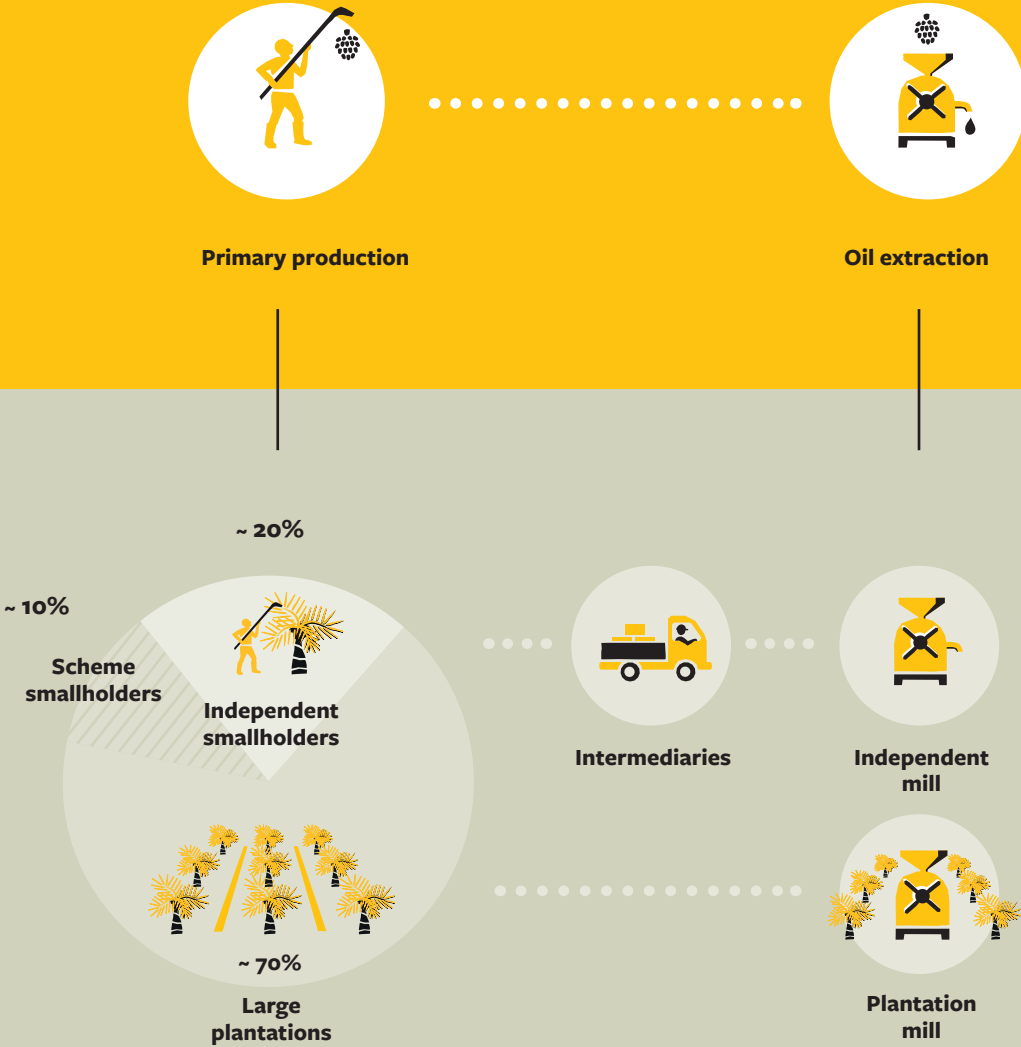 Primary production
Oil extraction
~ 20%
~ 10%
Scheme
smallholders
Independent
smallholders
Intermediaries
Independent
mill
~ 70%
Large
plantations
Plantation
mill